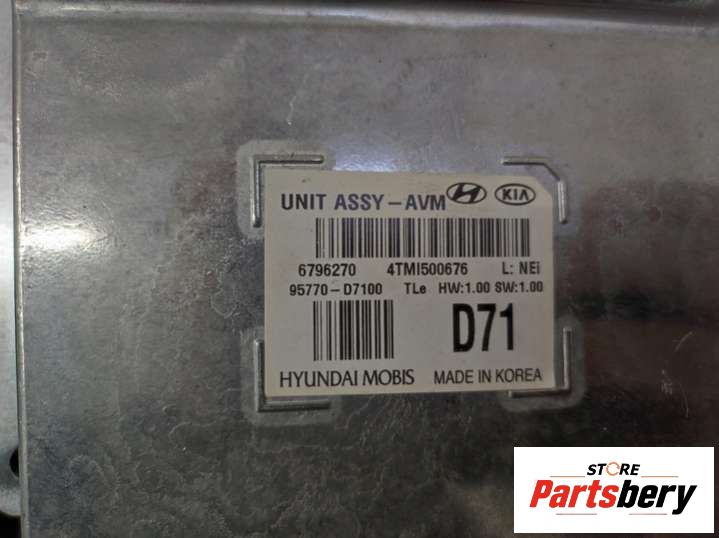 UNIT ASSY-AVM KIA
6796270 4TMI500676 L: NEi
95770-D7100 TLe HW:1.00 SW:1.00
D71
HYUNDAI MOBIS MADE IN KOREA
STORE
Partsbery